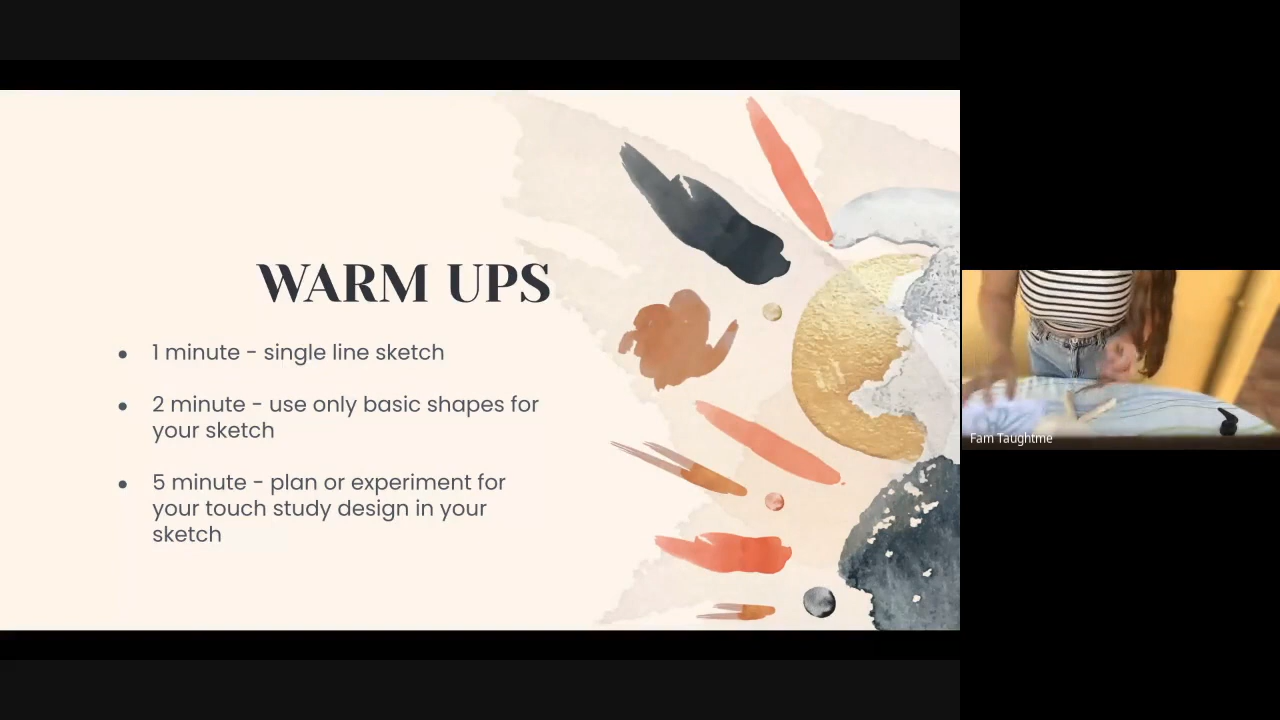 WARM UPS
• 1 minute - single line sketch
• 2 minute - use only basic shapes for
your sketch
• 5 minute - plan or experiment for
your touch study design in your
sketch
Fam Taughtme